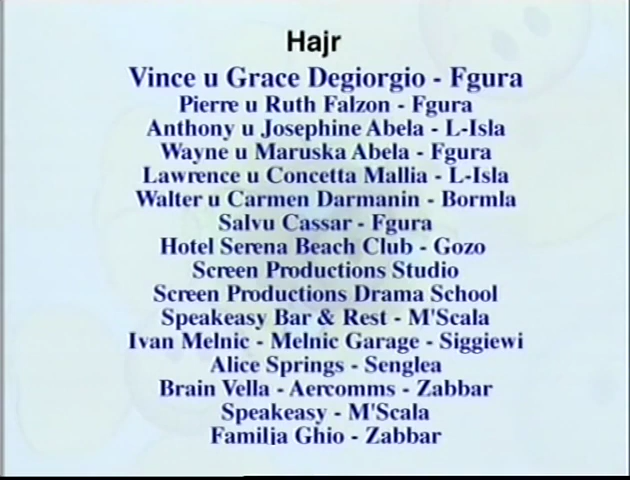 Hajr
Vince u Grace Degiorgio - Fgura
Pierre u Ruth Falzon - Fgura
Anthony u Josephine Abela - L-Isla
Wayne u Maruska Abela - Fgura
Lawrence u Concetta Mallia - L-Isla
Walter u Carmen Darmanin - Bormla
Salvu Cassar - Fgura
Hotel Serena Beach Club - Gozo
Screen Productions Studio
Screen Productions Drama School
Speakeasy Bar & Rest - M'Scala
Ivan Melnic - Melnic Garage - Siggiewi
Alice Springs - Senglea
Brain Vella - Aercomms - Zabbar
Speakeasy - M'Scala
Familia Ghio - Zabbar